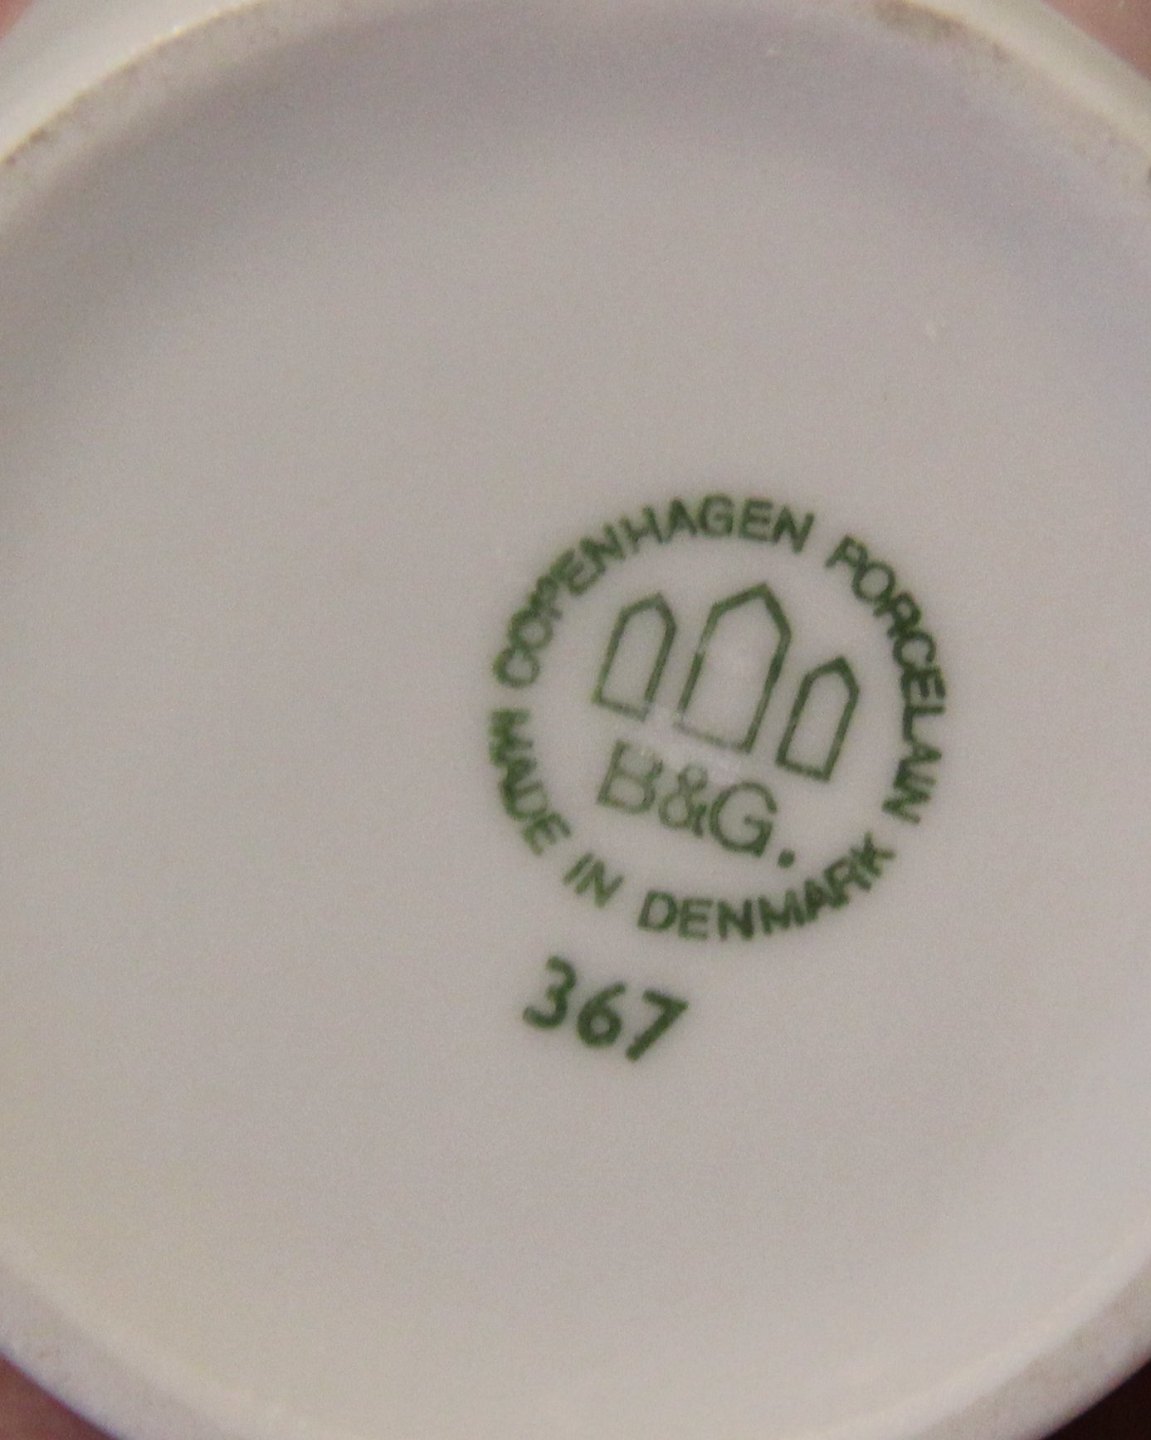 COPENHAGEN PORCELAIN
B&G.
MADE IN DENMARK
367